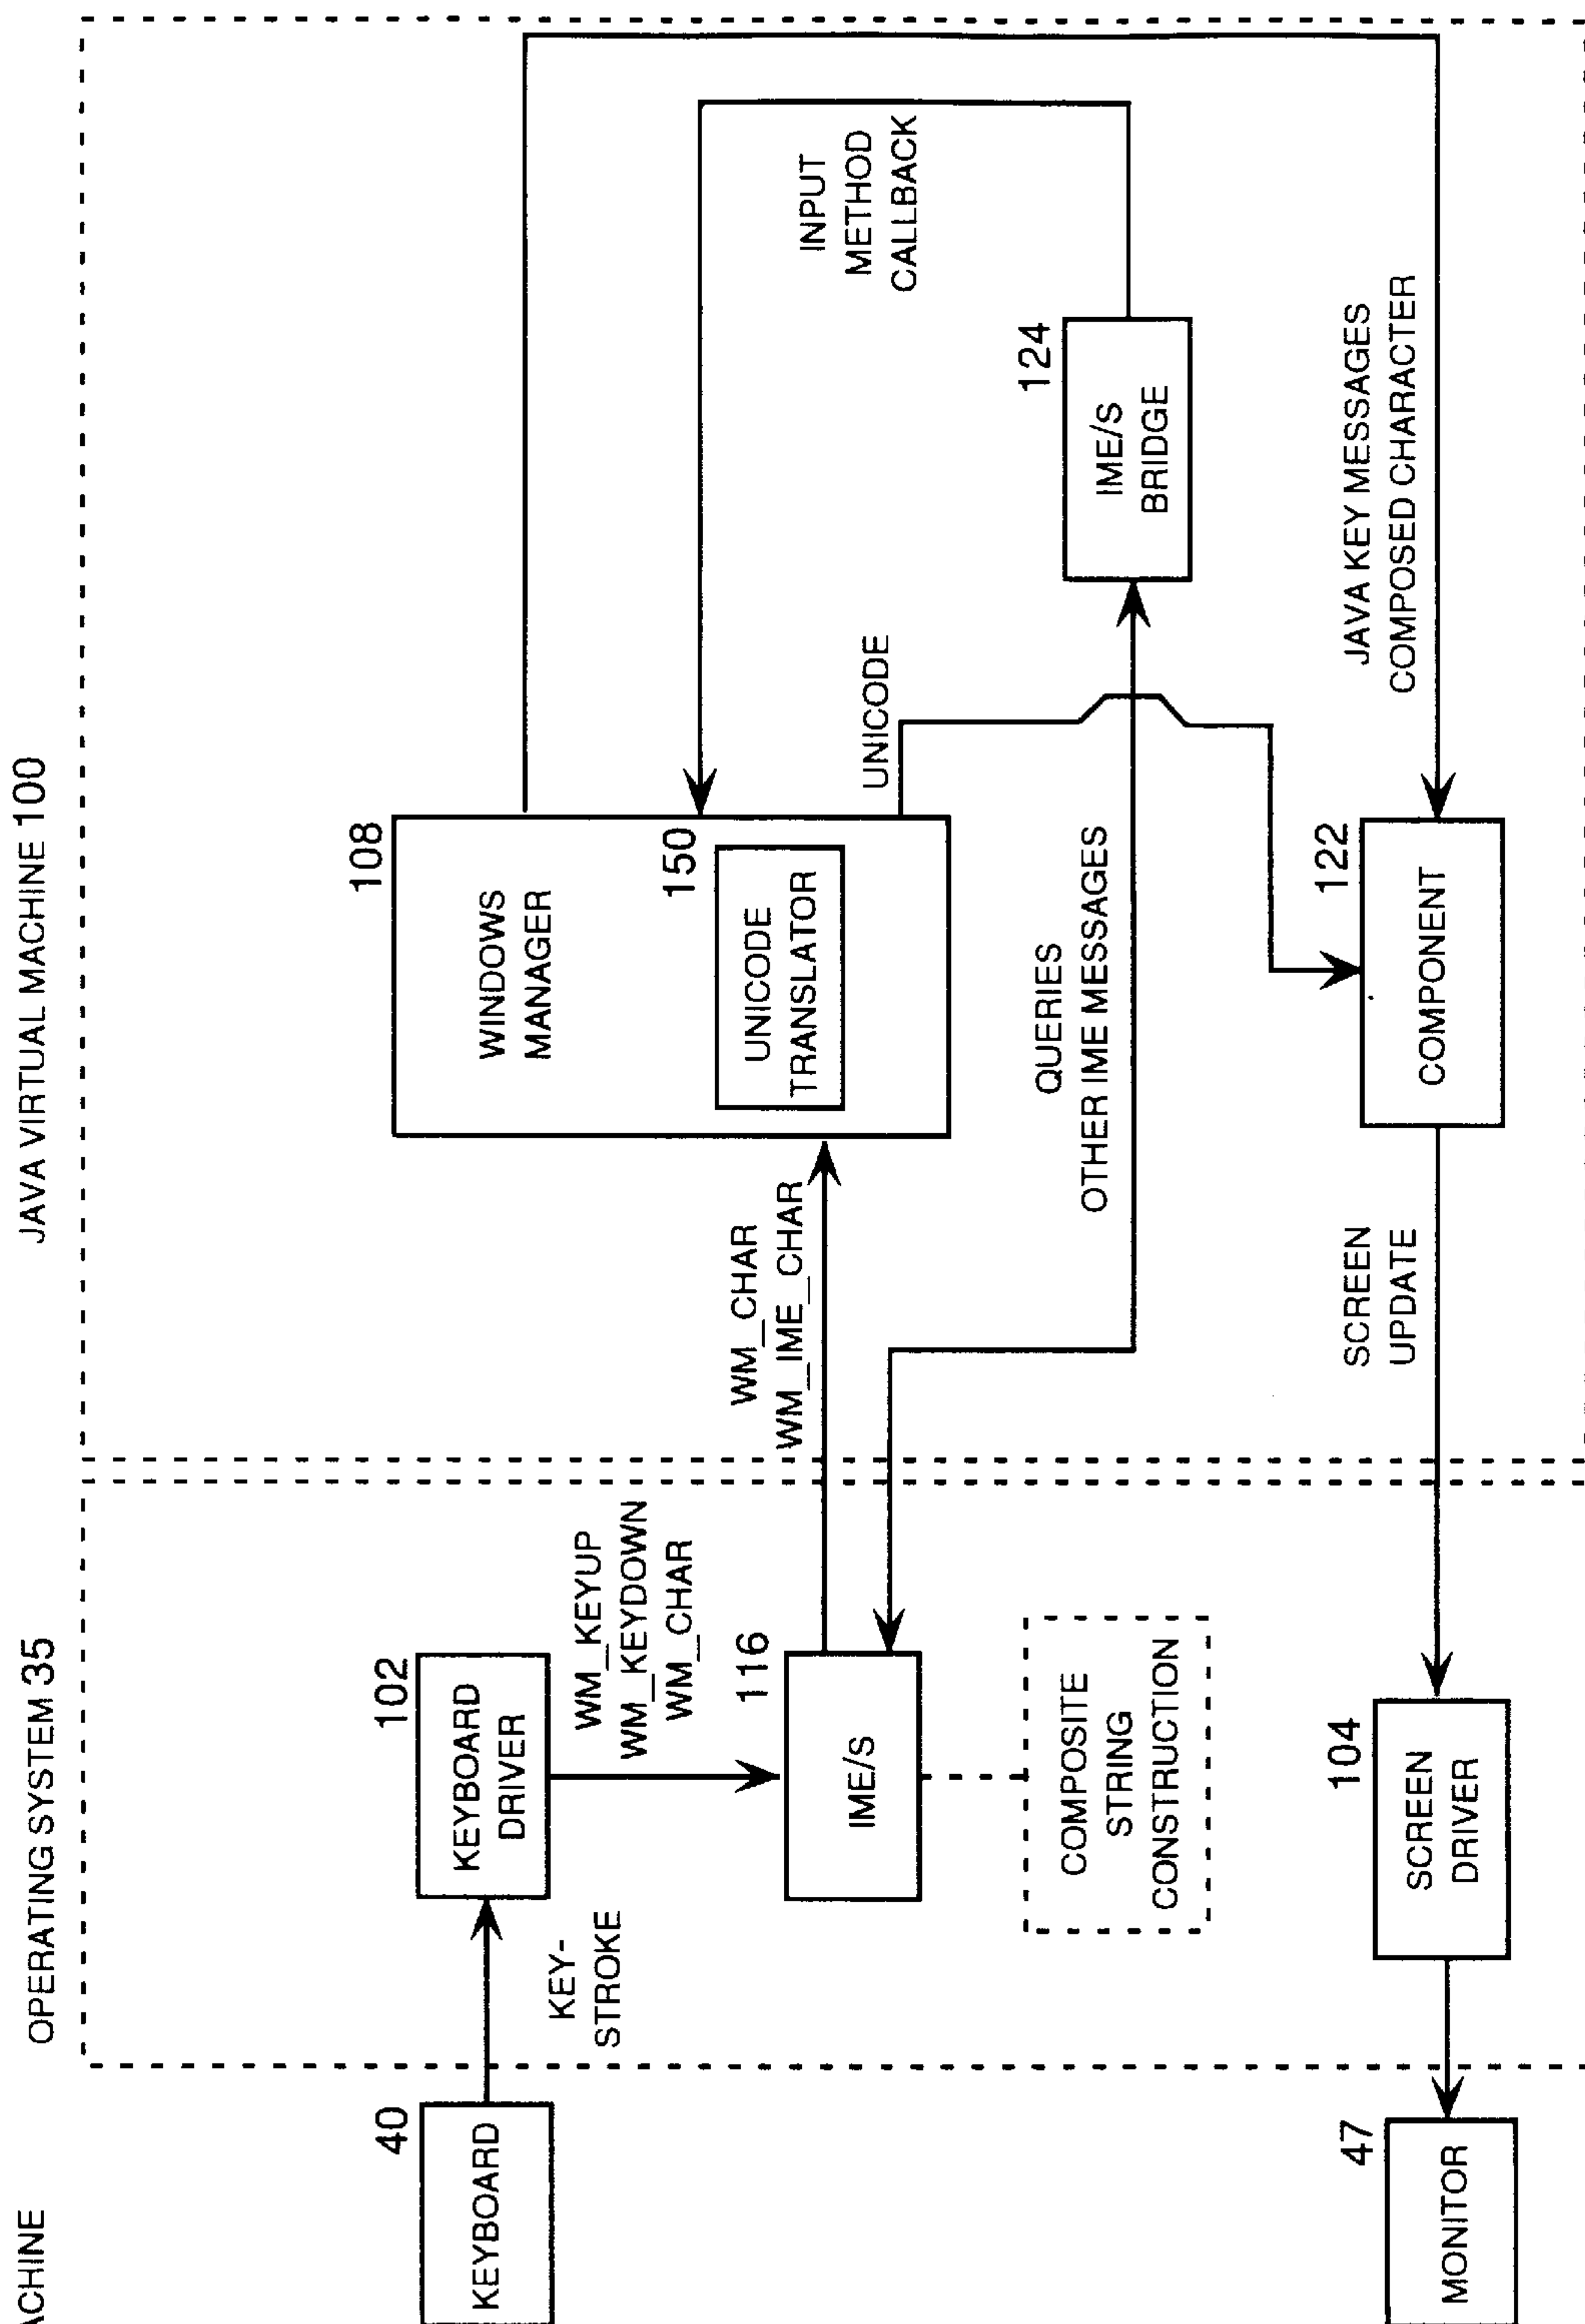 ACHINE
OPERATING SYSTEM 35
JAVA VIRTUAL MACHINE 100
40
KEYBOARD
KEY-
STROKE
102
KEYBOARD
DRIVER
WM_KEYUP
WM_KEYDOWN
WM_CHAR
116
IME/S
COMPOSITE
STRING
CONSTRUCTION
WM_CHAR
WM_IME_CHAR
108
WINDOWS
MANAGER
150
UNICODE
TRANSLATOR
UNICODE
INPUT
METHOD
CALLBACK
124
IME/S
BRIDGE
QUERIES
OTHER IME MESSAGES
JAVA KEY MESSAGES
COMPOSED CHARACTER
122
COMPONENT
SCREEN
UPDATE
104
SCREEN
DRIVER
47
MONITOR